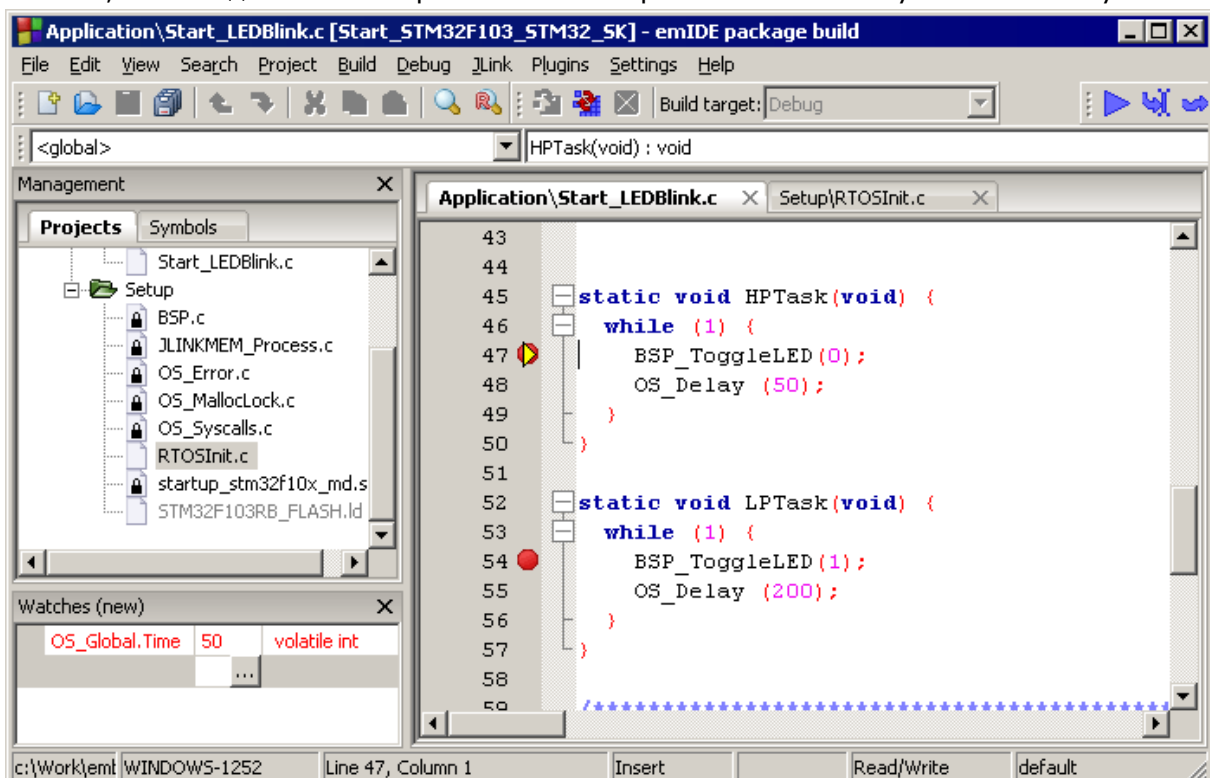 Application\Start_LEDBlink.c [Start_STM32F103_STM32_SK] - emIDE package build
File Edit View Search Project Build Debug JLink Plugins Settings Help
Build target: Debug
<global> HPTask(void) : void
Management
Application\Start_LEDBlink.c Setup\RTOSInit.c
Projects Symbols
Start_LEDBlink.c
Setup
BSP.c
JLINKMEM_Process.c
OS_Error.c
OS_MallocLock.c
OS_Syscalls.c
RTOSInit.c
startup_stm32f10x_md.s
STM32F103RB_FLASH.ld
Watches (new)
OS_Global.Time 50 volatile int
...
43
44
45 static void HPTask(void) {
46 while (1) {
47 BSP_ToggleLED(0);
48 OS_Delay (50);
49 }
50 }
51
52 static void LPTask(void) {
53 while (1) {
54 BSP_ToggleLED(1);
55 OS_Delay (200);
56 }
57 }
58
59 /*****************************************
c:\Work\emb WINDOWS-1252 Line 47, Column 1 Insert Read/Write default